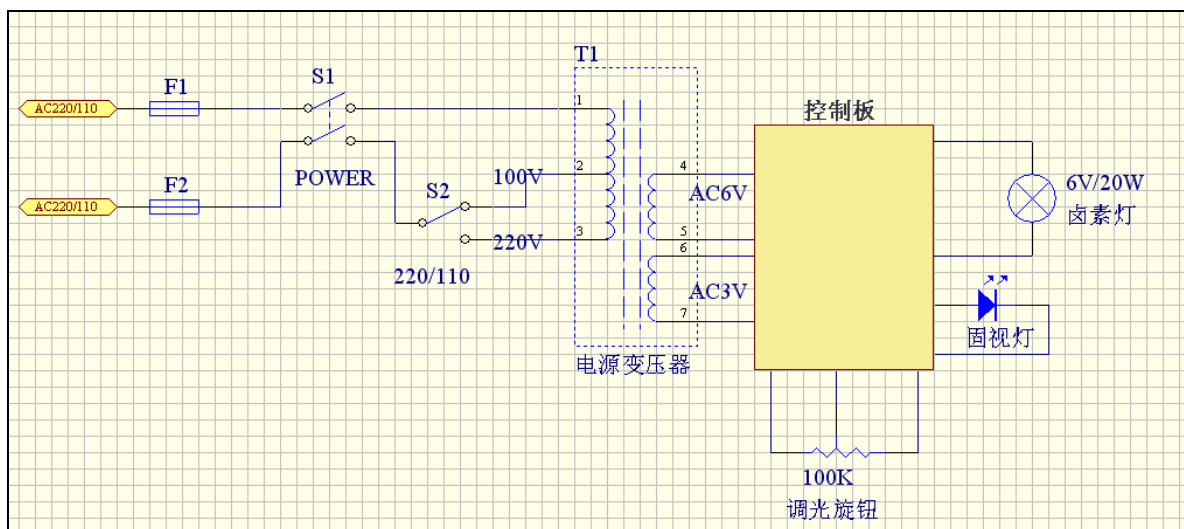 T1
F1
S1
AC220/110
1
控制板
POWER
F2
S2
100V
2
4
AC6V
6V/20W
卤素灯
AC220/110
220V
3
5
6
220/110
AC3V
7
固视灯
电源变压器
100K
调光旋钮